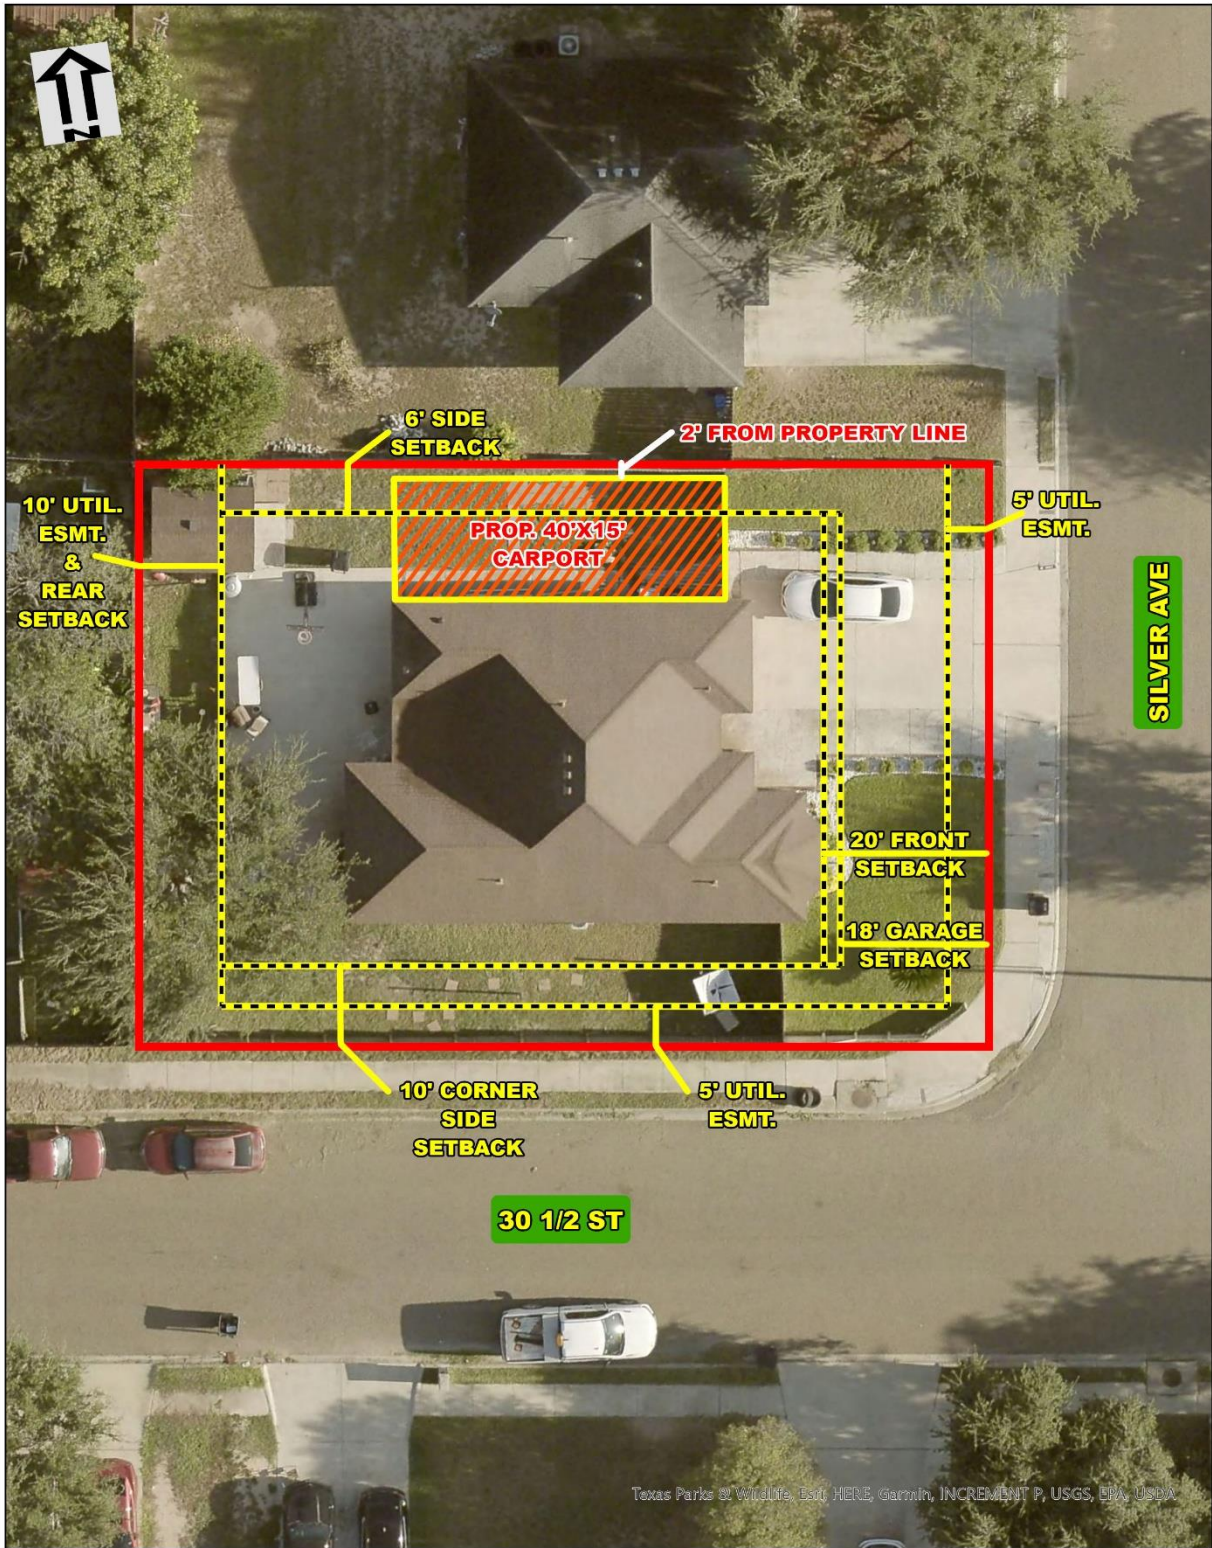 N
6' SIDE
SETBACK
2' FROM PROPERTY LINE
10' UTIL.
ESMT.
&
REAR
SETBACK
5' UTIL.
ESMT.
PROP. 40'X15'
CARPORT
SILVER AVE
20' FRONT
SETBACK
18' GARAGE
SETBACK
10' CORNER
SIDE
SETBACK
5' UTIL.
ESMT.
30 1/2 ST
Texas Parks & Wildlife, Esri, HERE, Garmin, INCREMENT P, USGS, EPA, USDA